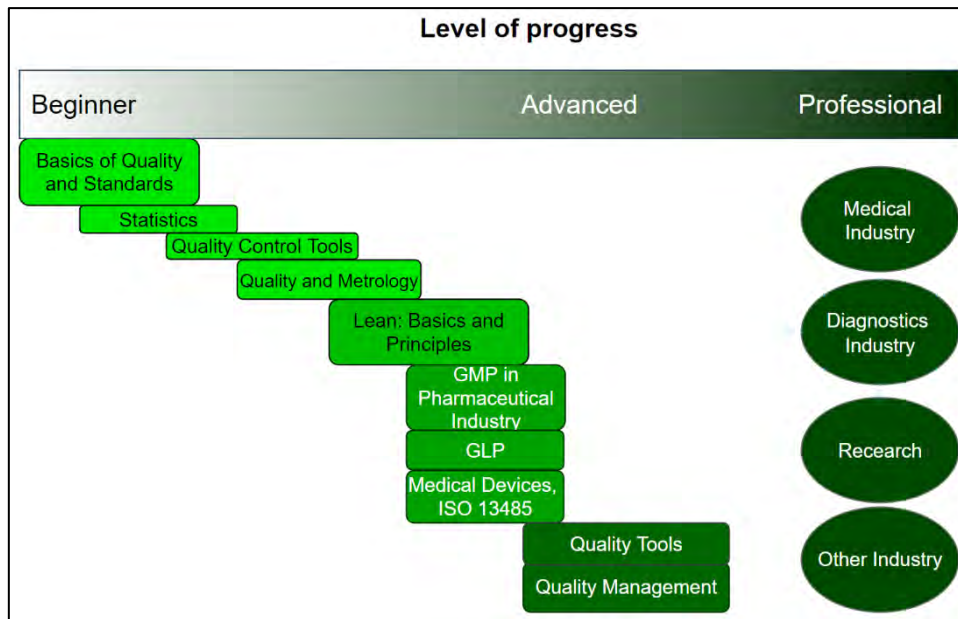 Level of progress
Beginner
Advanced
Professional
Basics of Quality
and Standards
Statistics
Quality Control Tools
Quality and Metrology
Lean: Basics and
Principles
GMP in
Pharmaceutical
Industry
GLP
Medical Devices,
ISO 13485
Quality Tools
Quality Management
Medical
Industry
Diagnostics
Industry
Recearch
Other Industry